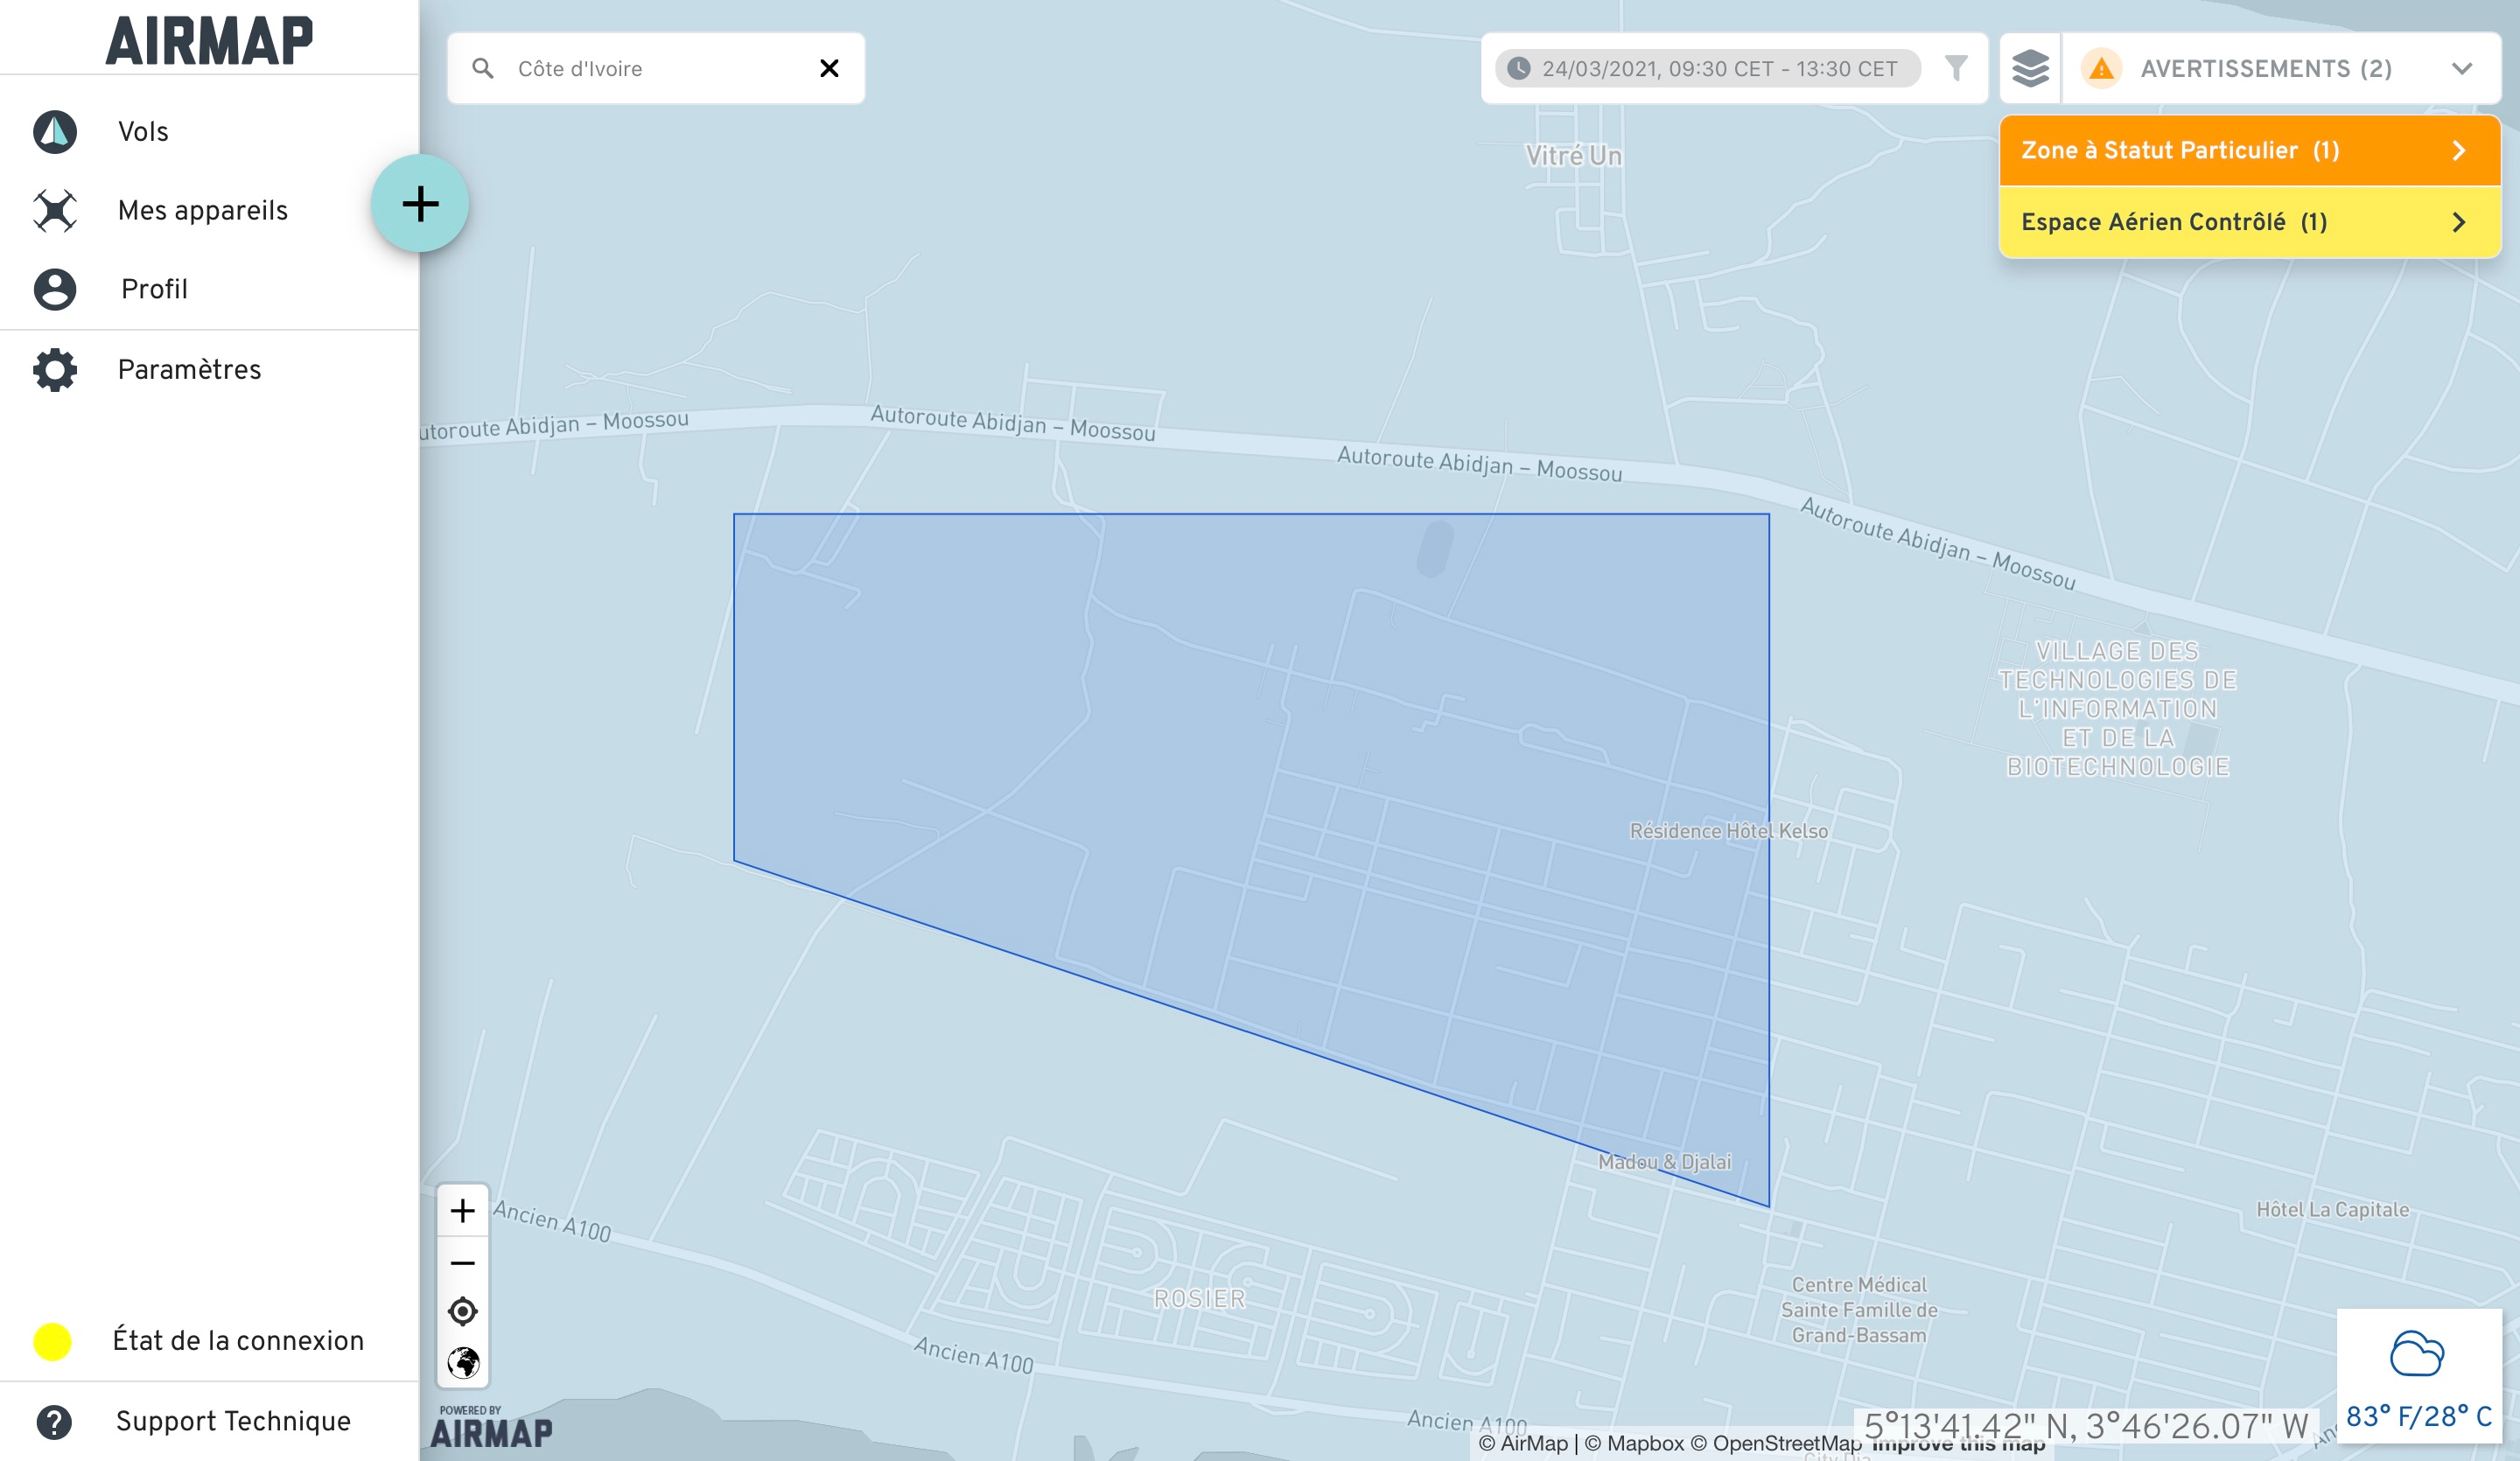 AIRMAP
Vols
Mes appareils
Profil
Paramètres
État de la connexion
Support Technique
Côte d'Ivoire
24/03/2021, 09:30 CET - 13:30 CET
AVERTISSEMENTS (2)
Zone à Statut Particulier (1)
Espace Aérien Contrôlé (1)
Vitré Un
utoroute Abidjan – Moossou
Autoroute Abidjan – Moossou
Autoroute Abidjan – Moossou
Autoroute Abidjan – Moossou
VILLAGE DES
TECHNOLOGIES DE
L'INFORMATION
ET DE LA
BIOTECHNOLOGIE
Résidence Hôtel Kelso
Madou & Djalai
Hôtel La Capitale
Ancien A100
ROSIER
Centre Médical
Sainte Famille de
Grand-Bassam
Ancien A100
Ancien A100
POWERED BY
AIRMAP
5°13'41.42" N, 3°46'26.07" W
83° F/28° C
© AirMap | © Mapbox © OpenStreetMap Improve this map